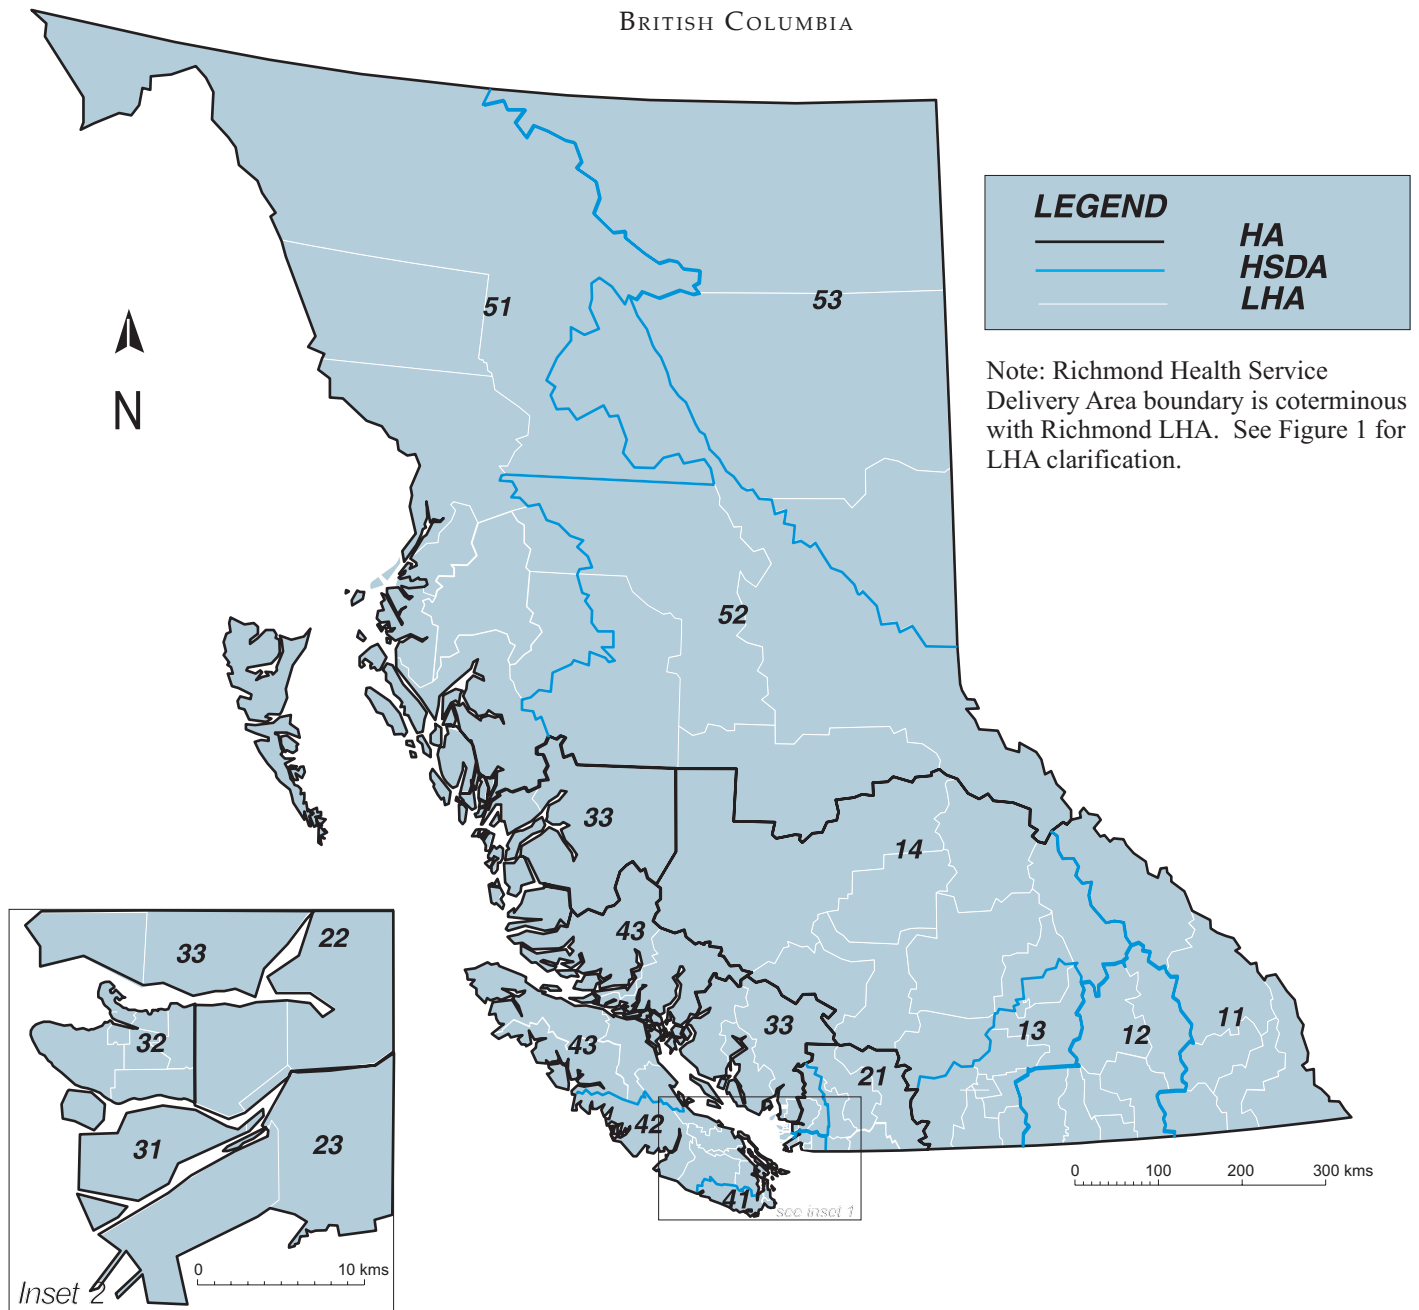 BRITISH COLUMBIA
LEGEND
HA
HSDA
LHA
Note: Richmond Health Service
Delivery Area boundary is coterminous
with Richmond LHA. See Figure 1 for
LHA clarification.
N
51
53
52
33
14
43
33
13
12
11
43
21
42
41
see inset 1
0 100 200 300 kms
33
22
32
31
23
0 10 kms
Inset 2